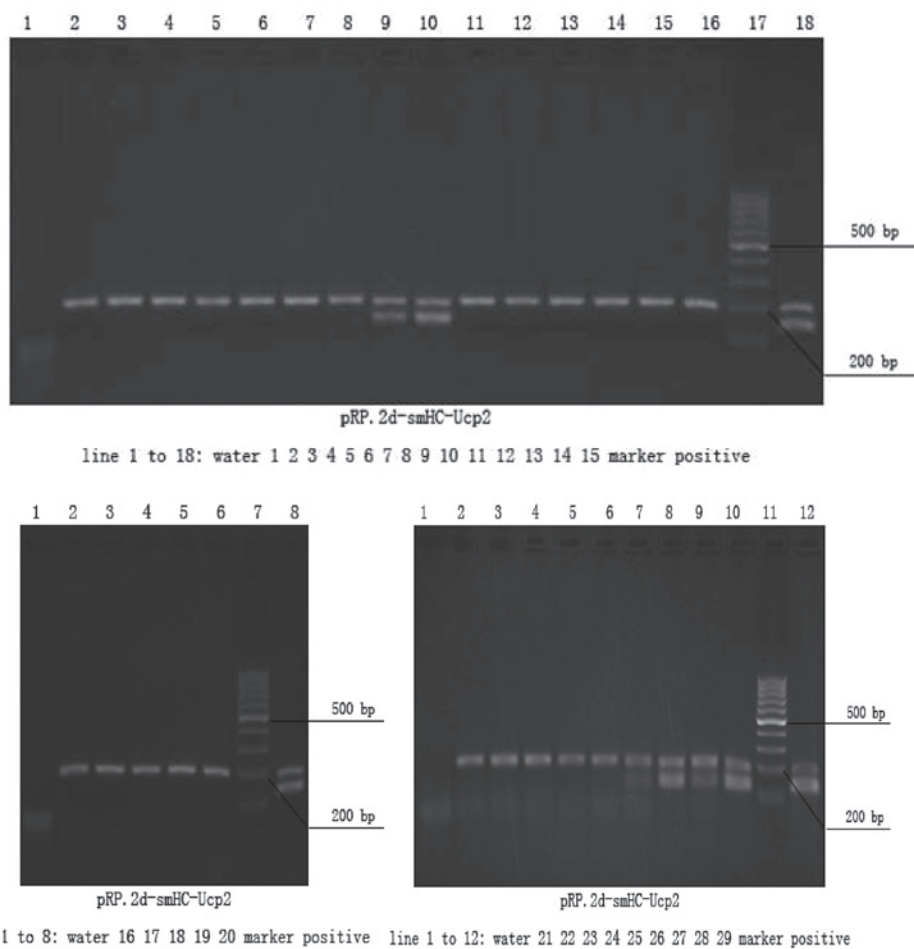 1 2 3 4 5 6 7 8 9 10 11 12 13 14 15 16 17 18
500 bp
200 bp
pRP.2d-smHC-Ucp2
line 1 to 18: water 1 2 3 4 5 6 7 8 9 10 11 12 13 14 15 marker positive
1 2 3 4 5 6 7 8
500 bp
200 bp
pRP.2d-smHC-Ucp2
1 to 8: water 16 17 18 19 20 marker positive
1 2 3 4 5 6 7 8 9 10 11 12
500 bp
200 bp
pRP.2d-smHC-Ucp2
line 1 to 12: water 21 22 23 24 25 26 27 28 29 marker positive